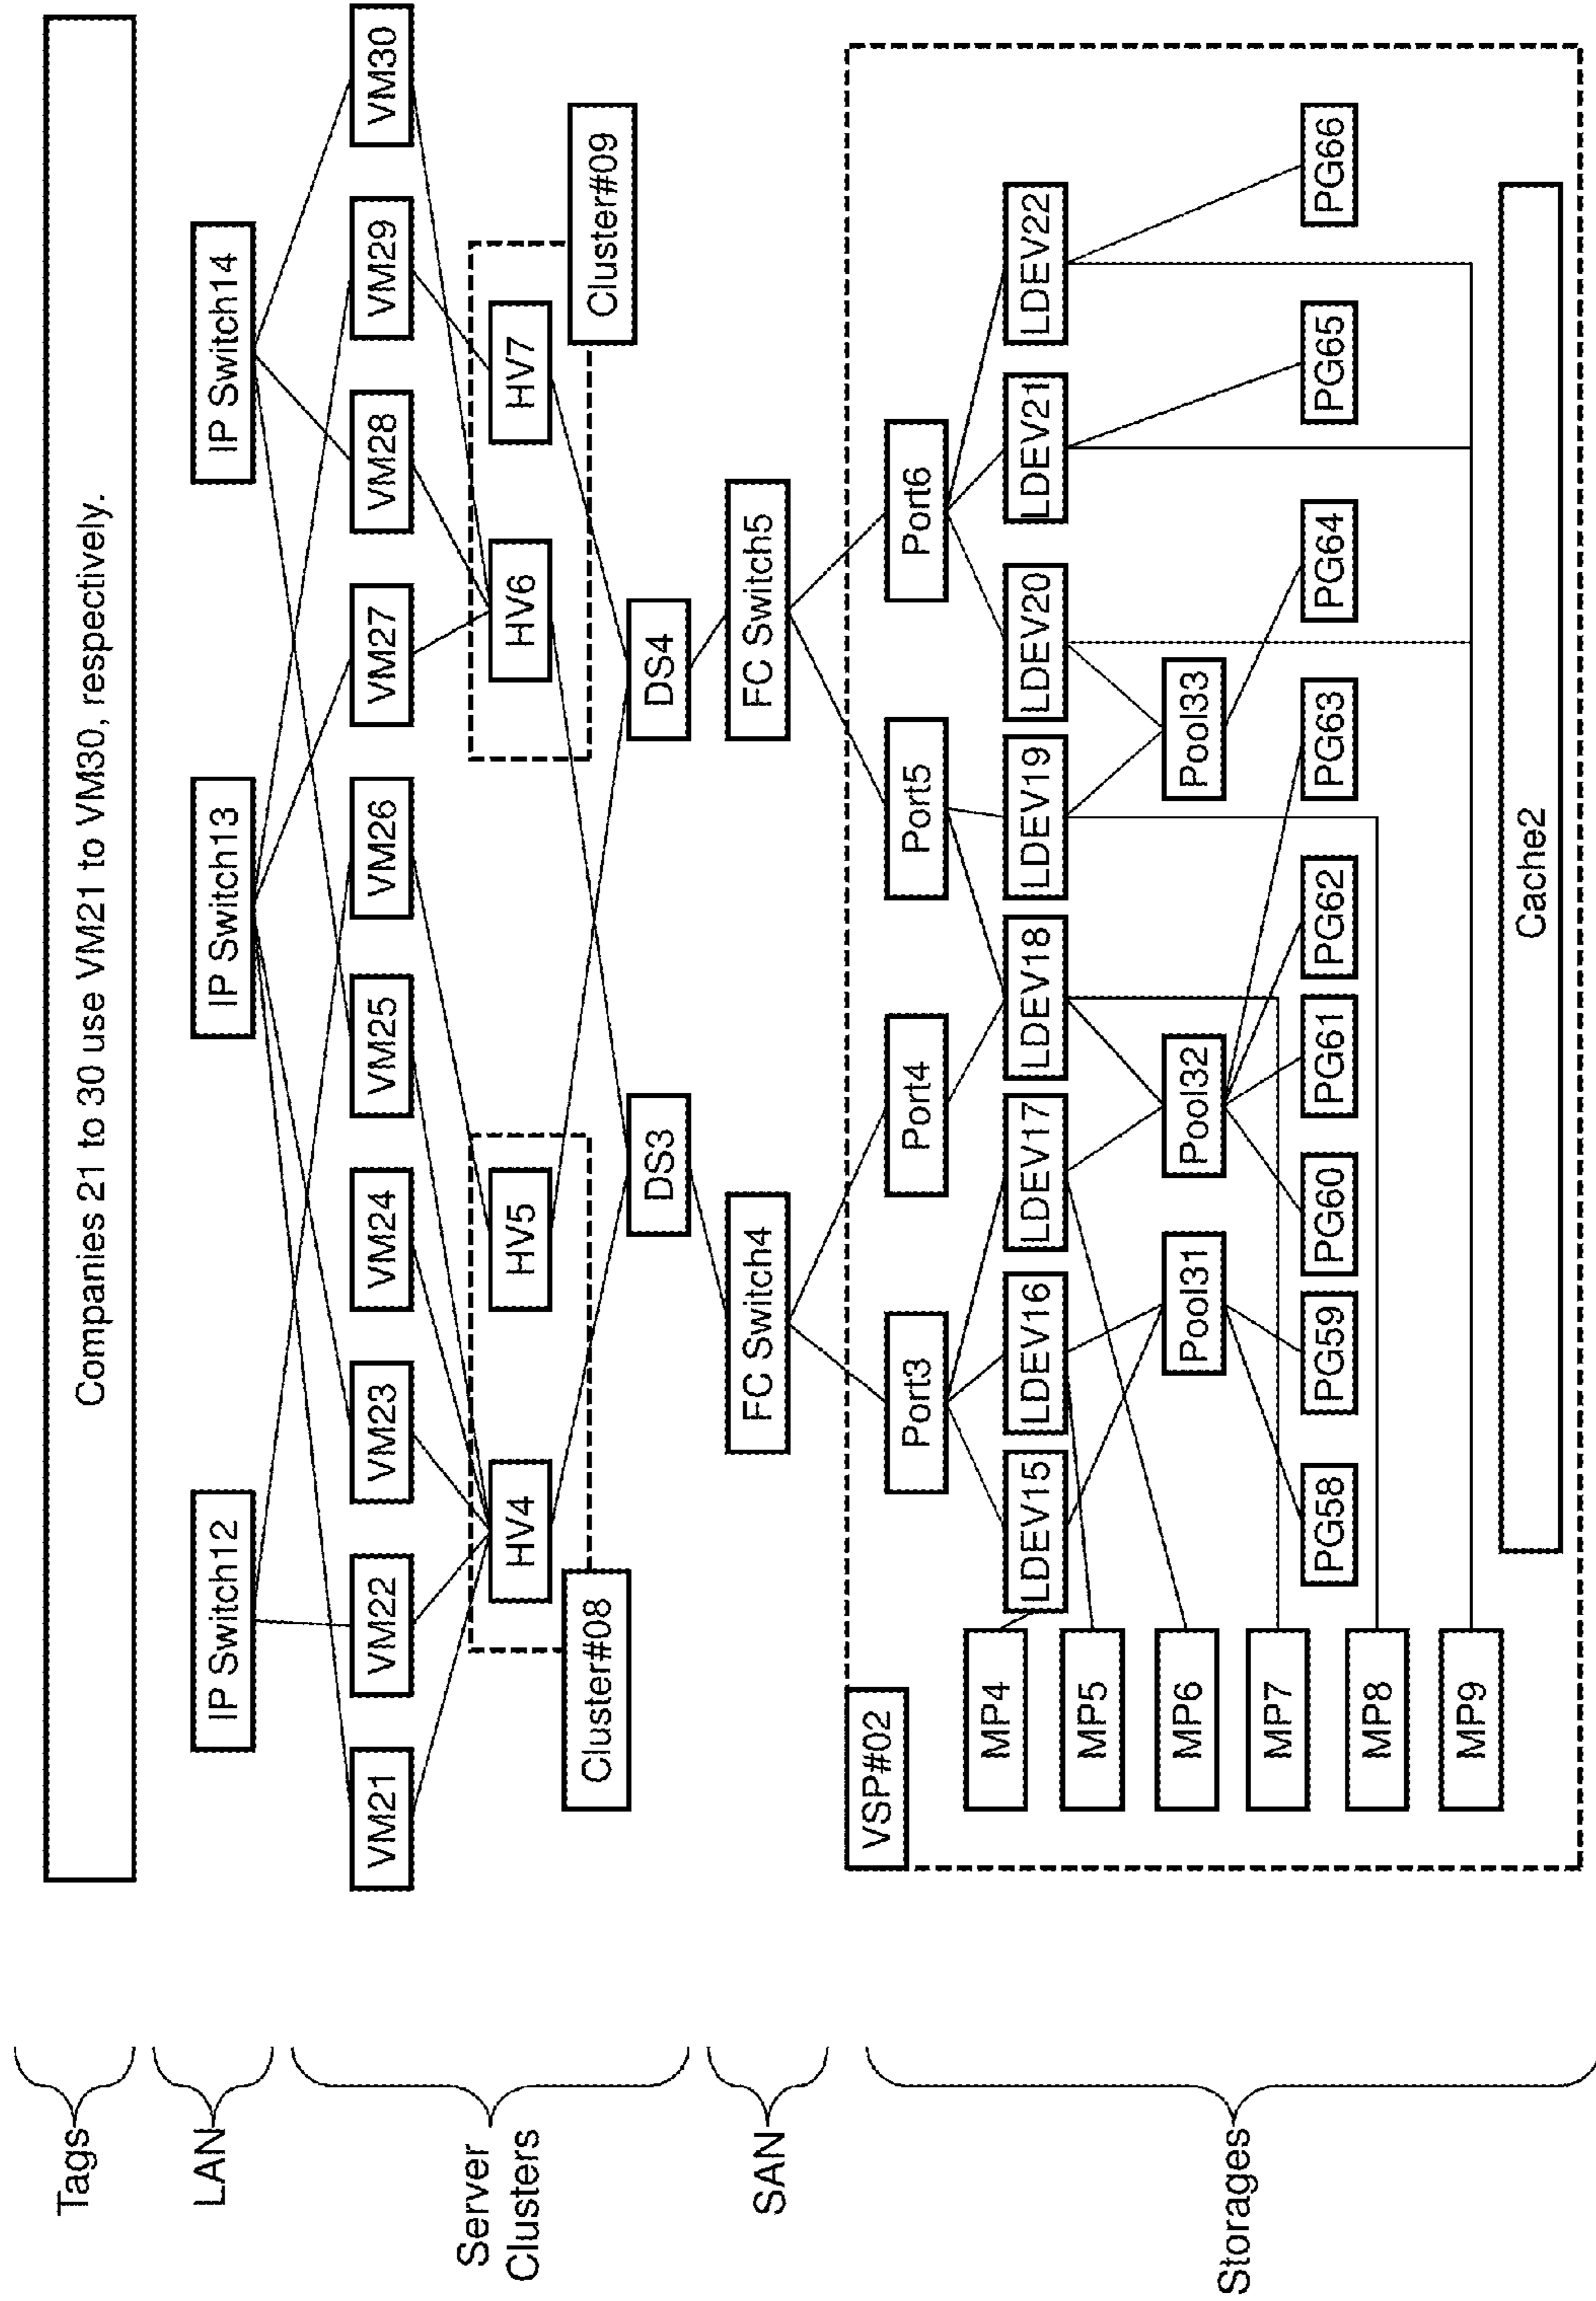 Tags
Companies 21 to 30 use VM21 to VM30, respectively.
LAN
IP Switch12
IP Switch13
IP Switch14
Server
Clusters
VM21
VM22
VM23
VM24
VM25
VM26
VM27
VM28
VM29
VM30
HV4
HV5
HV6
HV7
Cluster#08
Cluster#09
DS3
DS4
SAN
FC Switch4
FC Switch5
Storages
VSP#02
Port3
Port4
Port5
Port6
MP4
MP5
MP6
MP7
MP8
MP9
LDEV15
LDEV16
LDEV17
LDEV18
LDEV19
LDEV20
LDEV21
LDEV22
Pool31
Pool32
Pool33
PG58
PG59
PG60
PG61
PG62
PG63
PG64
PG65
PG66
Cache2